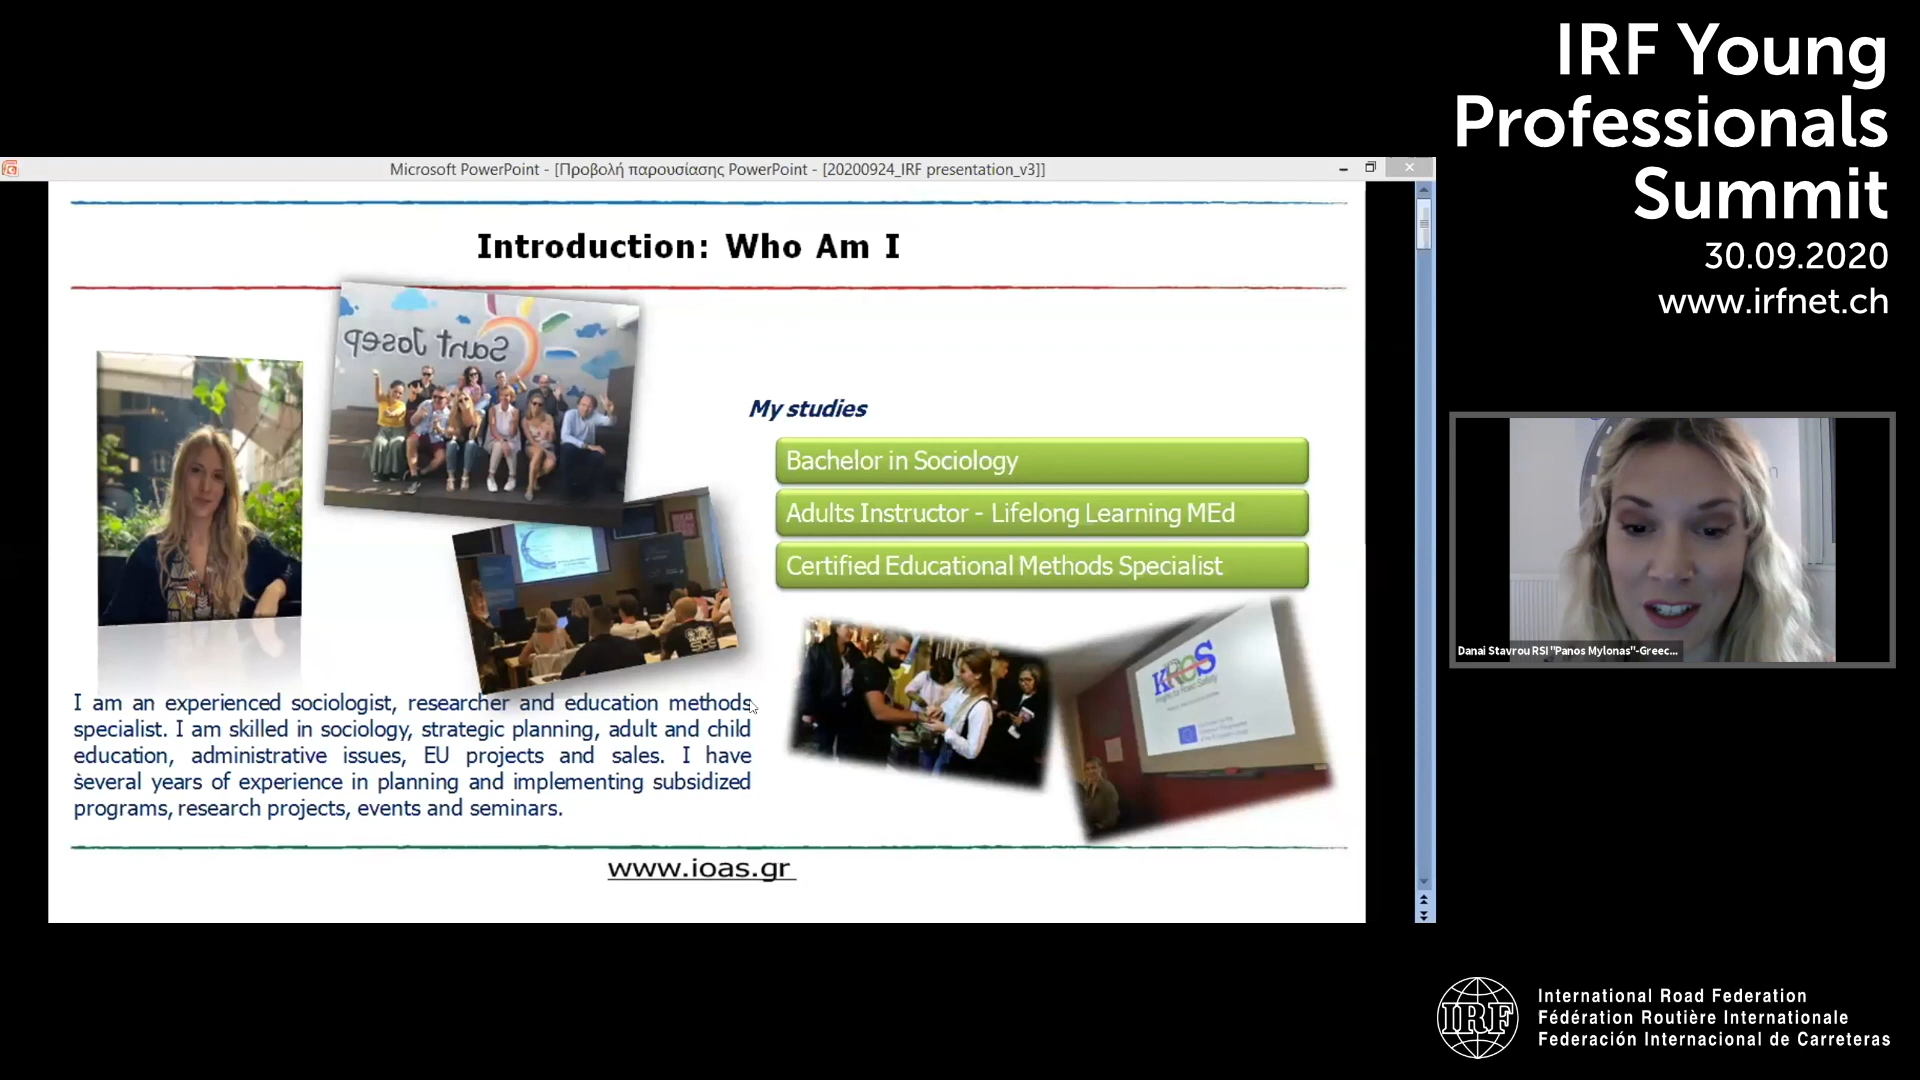 IRF Young
Professionals
Summit
30.09.2020
www.irfnet.ch
Microsoft PowerPoint - [Προβολή παρουσίασης PowerPoint - [20200924_IRF presentation_v3]]
Introduction: Who Am I
Sant Josep
My studies
Bachelor in Sociology
Adults Instructor - Lifelong Learning MEd
Certified Educational Methods Specialist
I am an experienced sociologist, researcher and education methods
specialist. I am skilled in sociology, strategic planning, adult and child
education, administrative issues, EU projects and sales. I have
several years of experience in planning and implementing subsidized
programs, research projects, events and seminars.
www.ioas.gr
Danai Stavrou RSI "Panos Mylonas"-Greec...
IRF
International Road Federation
Fédération Routière Internationale
Federación Internacional de Carreteras